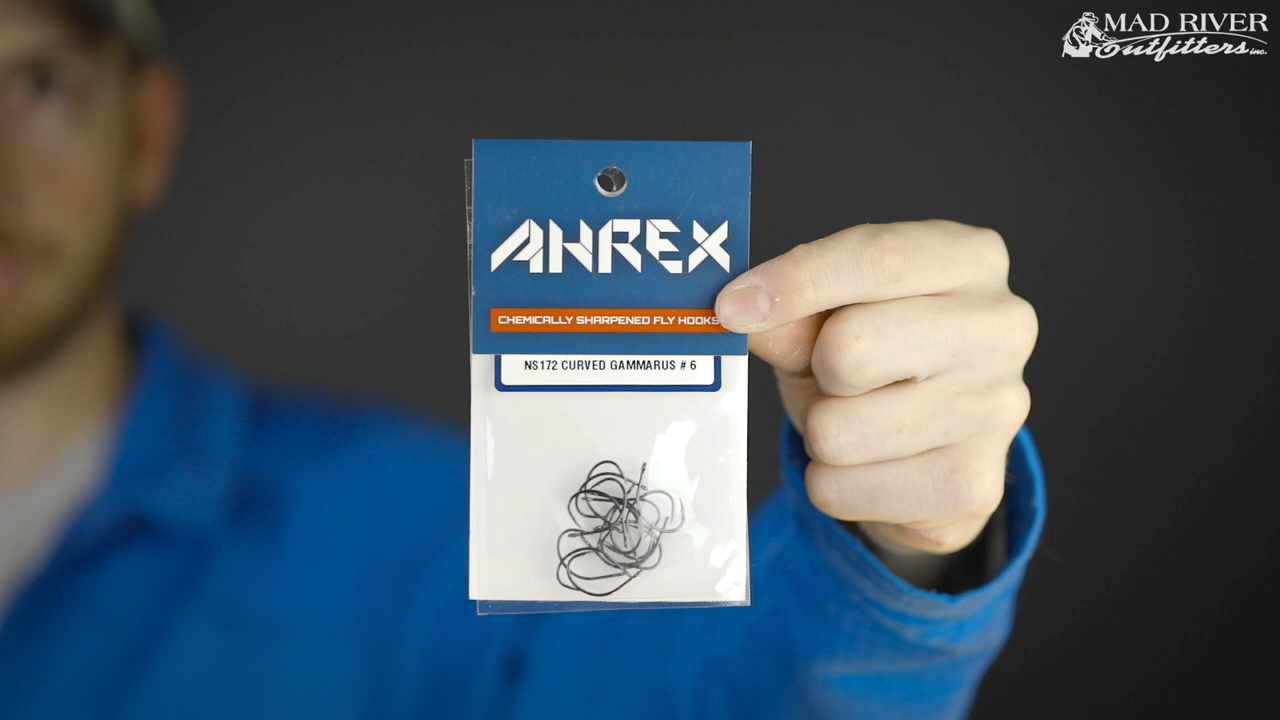 MAD RIVER
Outfitters inc.
AHREX
CHEMICALLY SHARPENED FLY HOOKS
NS172 CURVED GAMMARUS # 6